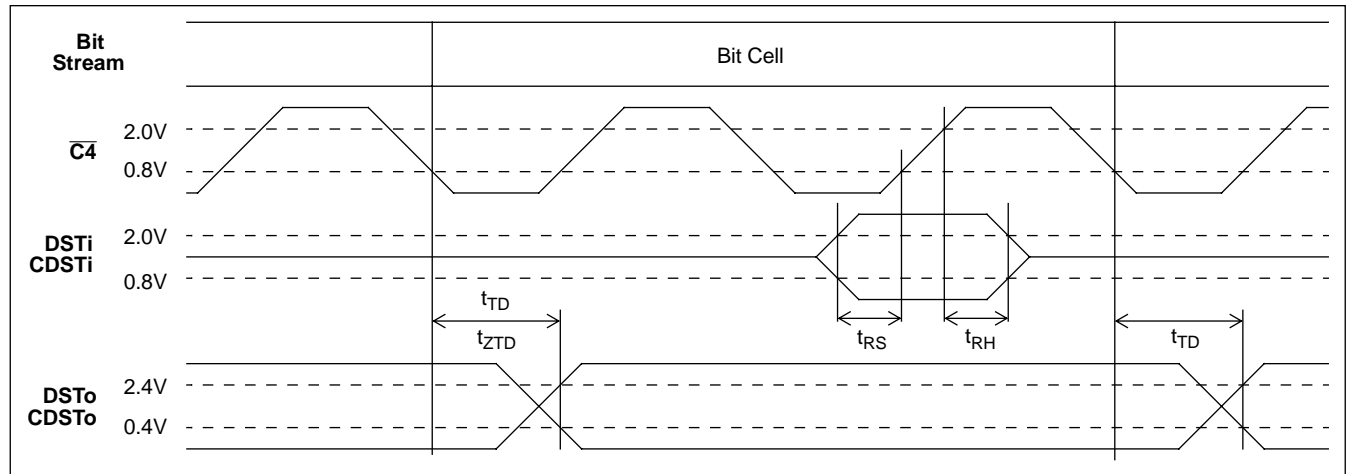 Bit
Stream
Bit Cell
2.0V
C4
0.8V
DSTi
CDSTi
2.0V
0.8V
tTD
tZTD
tRS
tRH
tTD
DSTo
CDSTo
2.4V
0.4V